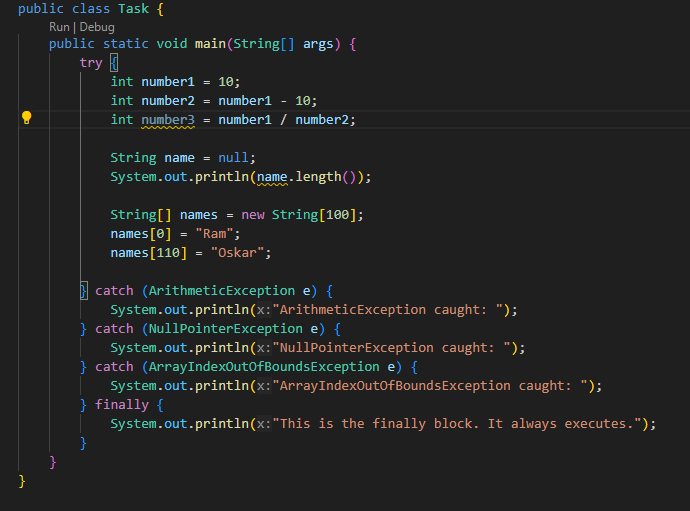 public class Task {
Run | Debug
public static void main(String[] args) {
try {
int number1 = 10;
int number2 = number1 - 10;
int number3 = number1 / number2;
String name = null;
System.out.println(name.length());
String[] names = new String[100];
names[0] = "Ram";
names[110] = "Oskar";
} catch (ArithmeticException e) {
System.out.println(x:"ArithmeticException caught: ");
} catch (NullPointerException e) {
System.out.println(x:"NullPointerException caught: ");
} catch (ArrayIndexOutOfBoundsException e) {
System.out.println(x:"ArrayIndexOutOfBoundsException caught: ");
} finally {
System.out.println(x:"This is the finally block. It always executes.");
}
}
}